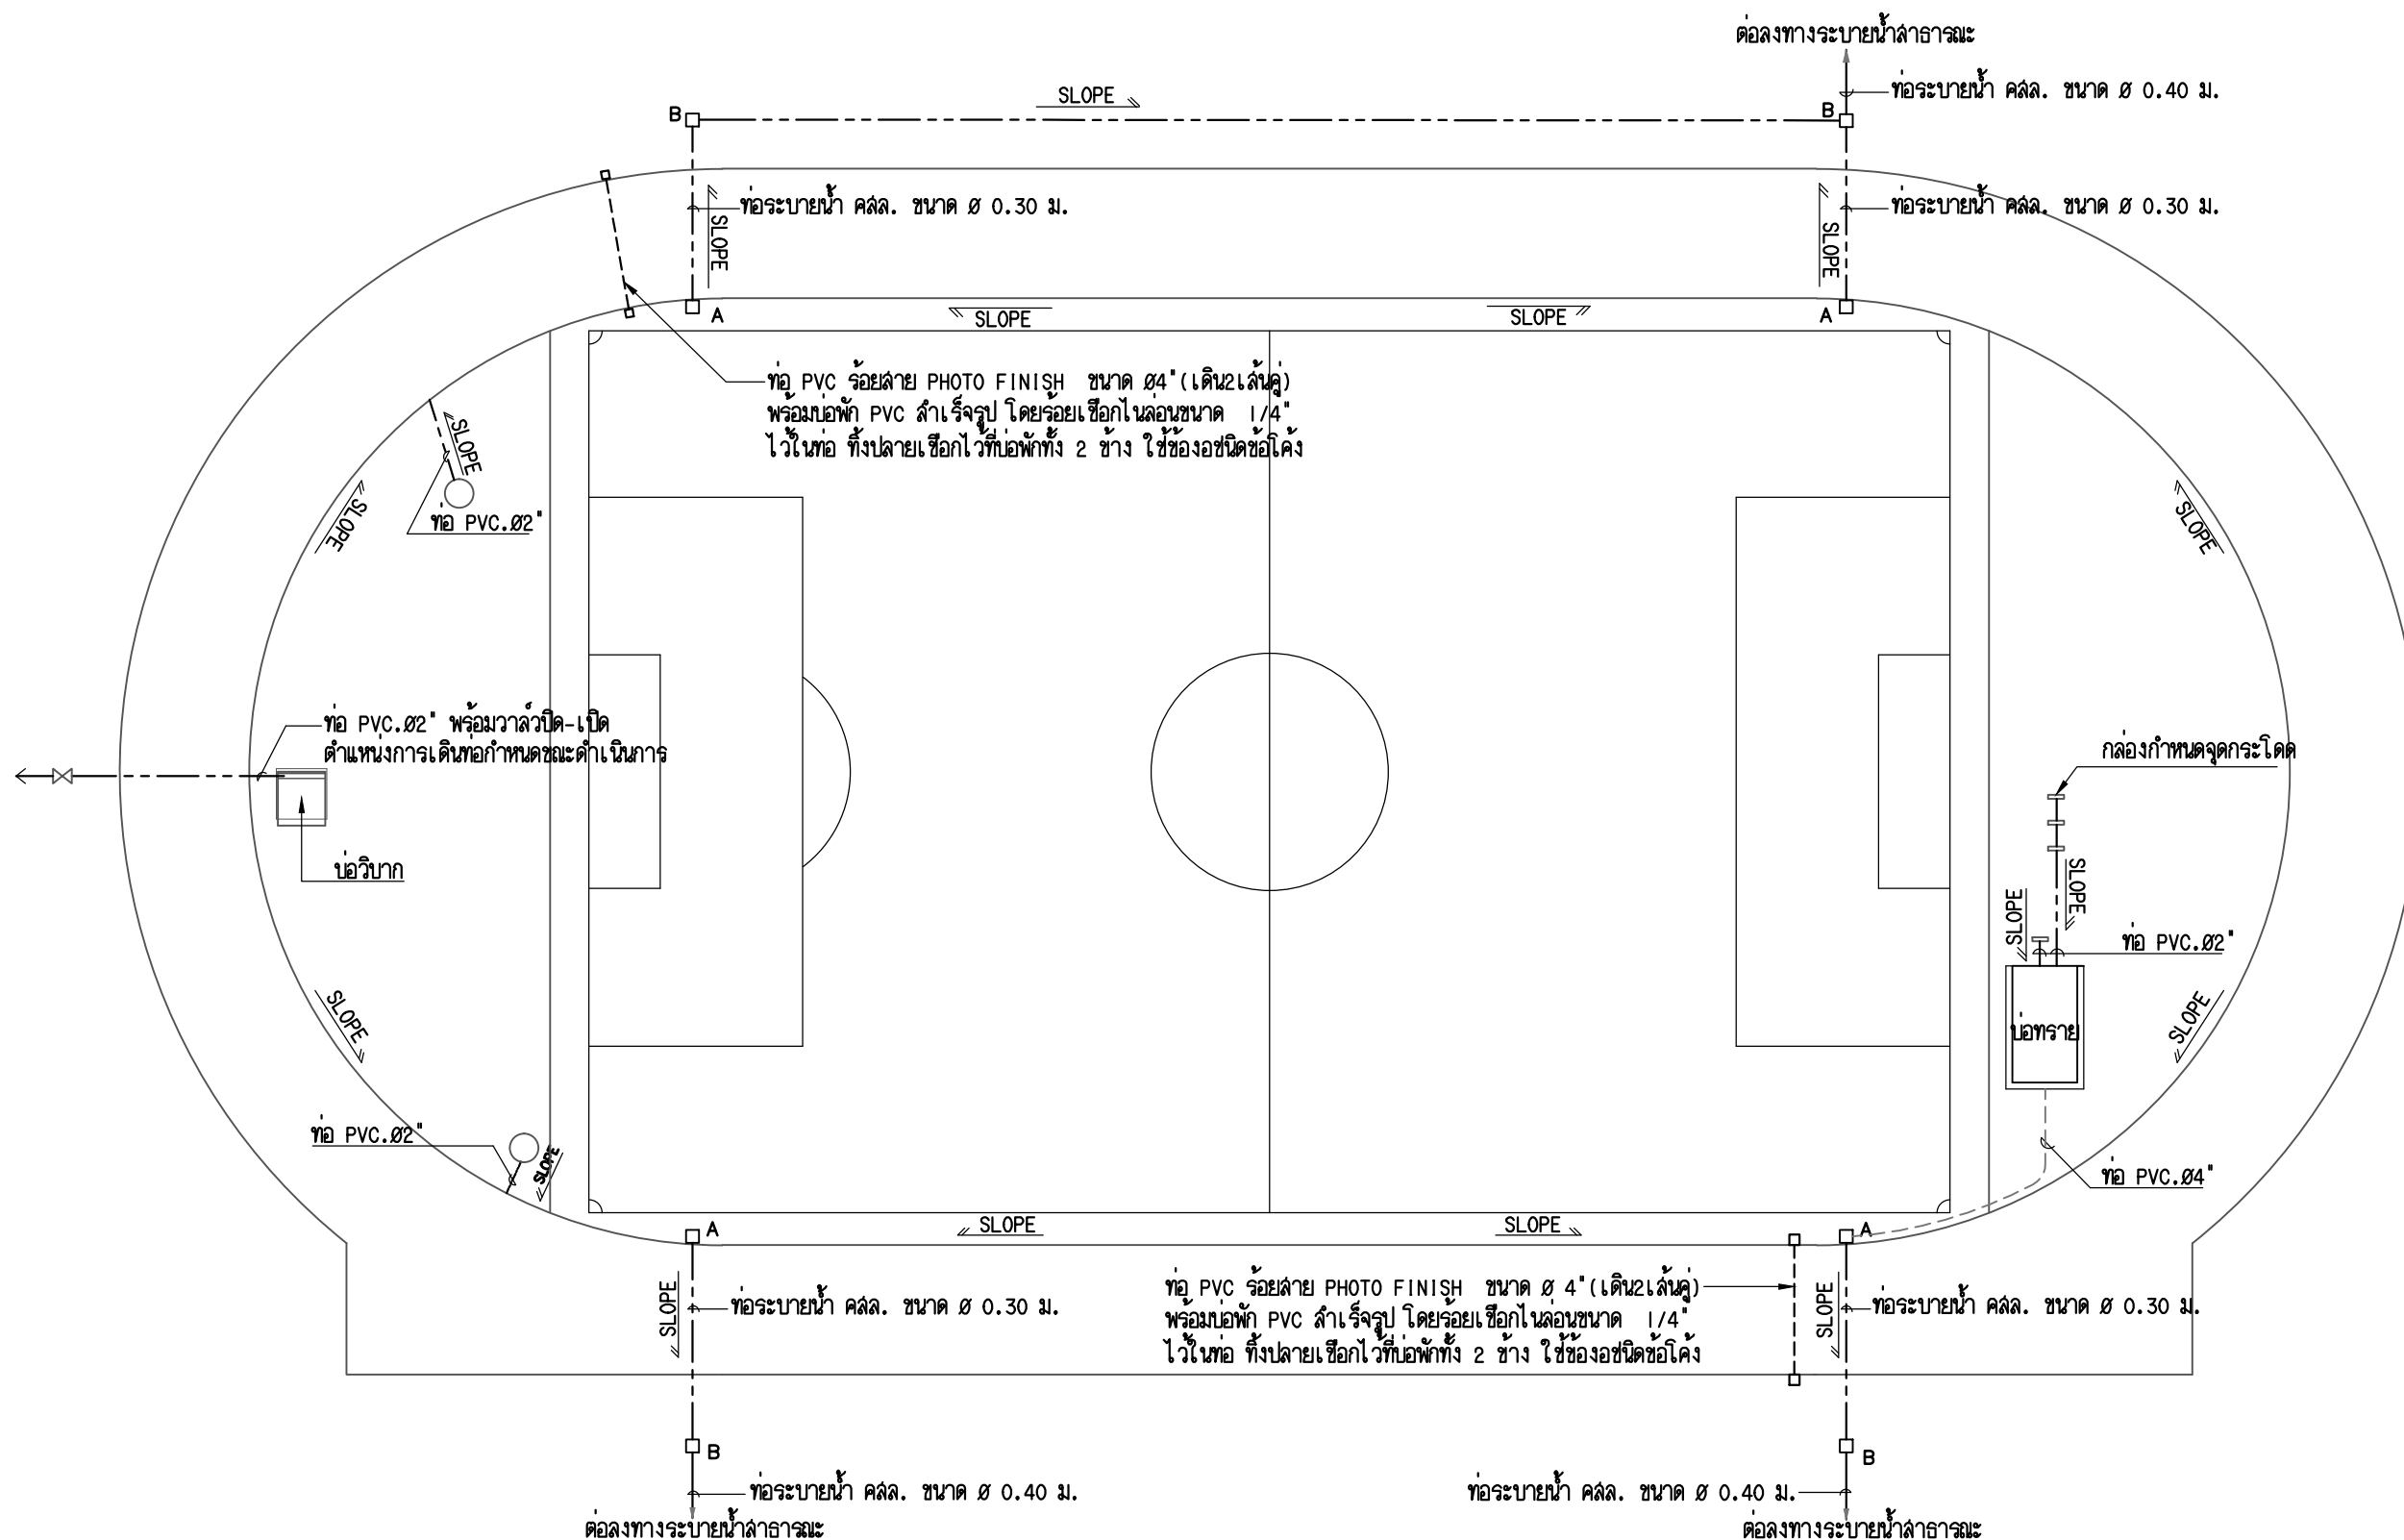 ต่อลงทางระบายน้ำสาธารณะ
SLOPE
ท่อระบายน้ำ คสล. ขนาด Ø 0.40 ม.
B
B
ท่อระบายน้ำ คสล. ขนาด Ø 0.30 ม.
ท่อระบายน้ำ คสล. ขนาด Ø 0.30 ม.
SLOPE
SLOPE
A
SLOPE
SLOPE
A
ท่อ PVC ร้อยสาย PHOTO FINISH ขนาด Ø4"(เดิน2เส้นคู่)
พร้อมบ่อพัก PVC สำเร็จรูป โดยร้อยเชือกไนล่อนขนาด 1/4"
ไว้ในท่อ ทิ้งปลายเชือกไว้ที่บ่อพักทั้ง 2 ข้าง ใช้ข้องอชนิดข้อโค้ง
SLOPE
SLOPE
ท่อ PVC.Ø2"
SLOPE
ท่อ PVC.Ø2" พร้อมวาล์วปิด-เปิด
ตำแหน่งการเดินท่อกำหนดขณะดำเนินการ
กล่องกำหนดจุดกระโดด
บ่อวิบาก
SLOPE
SLOPE
ท่อ PVC.Ø2"
SLOPE
SLOPE
บ่อทราย
ท่อ PVC.Ø2"
SLOPE
ท่อ PVC.Ø4"
A
SLOPE
SLOPE
A
SLOPE
ท่อระบายน้ำ คสล. ขนาด Ø 0.30 ม.
ท่อ PVC ร้อยสาย PHOTO FINISH ขนาด Ø 4"(เดิน2เส้นคู่)
พร้อมบ่อพัก PVC สำเร็จรูป โดยร้อยเชือกไนล่อนขนาด 1/4"
ไว้ในท่อ ทิ้งปลายเชือกไว้ที่บ่อพักทั้ง 2 ข้าง ใช้ข้องอชนิดข้อโค้ง
SLOPE
ท่อระบายน้ำ คสล. ขนาด Ø 0.30 ม.
B
B
ท่อระบายน้ำ คสล. ขนาด Ø 0.40 ม.
ท่อระบายน้ำ คสล. ขนาด Ø 0.40 ม.
ต่อลงทางระบายน้ำสาธารณะ
ต่อลงทางระบายน้ำสาธารณะ